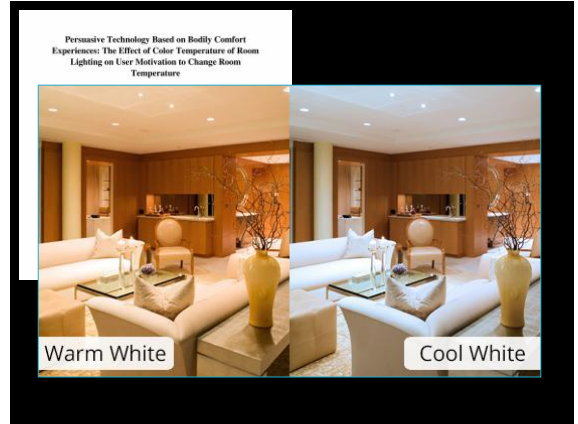 Persuasive Technology Based on Bodily Comfort
Experiences: The Effect of Color Temperature of Room
Lighting on User Motivation to Change Room
Temperature
Warm White
Cool White